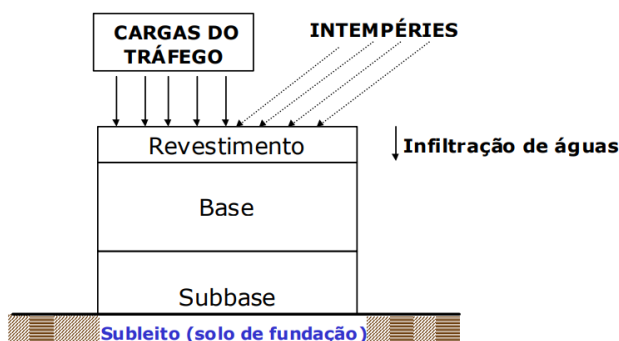 CARGAS DO
TRÁFEGO
INTEMPÉRIES
Revestimento
Infiltração de águas
Base
Subbase
Subleito (solo de fundação)